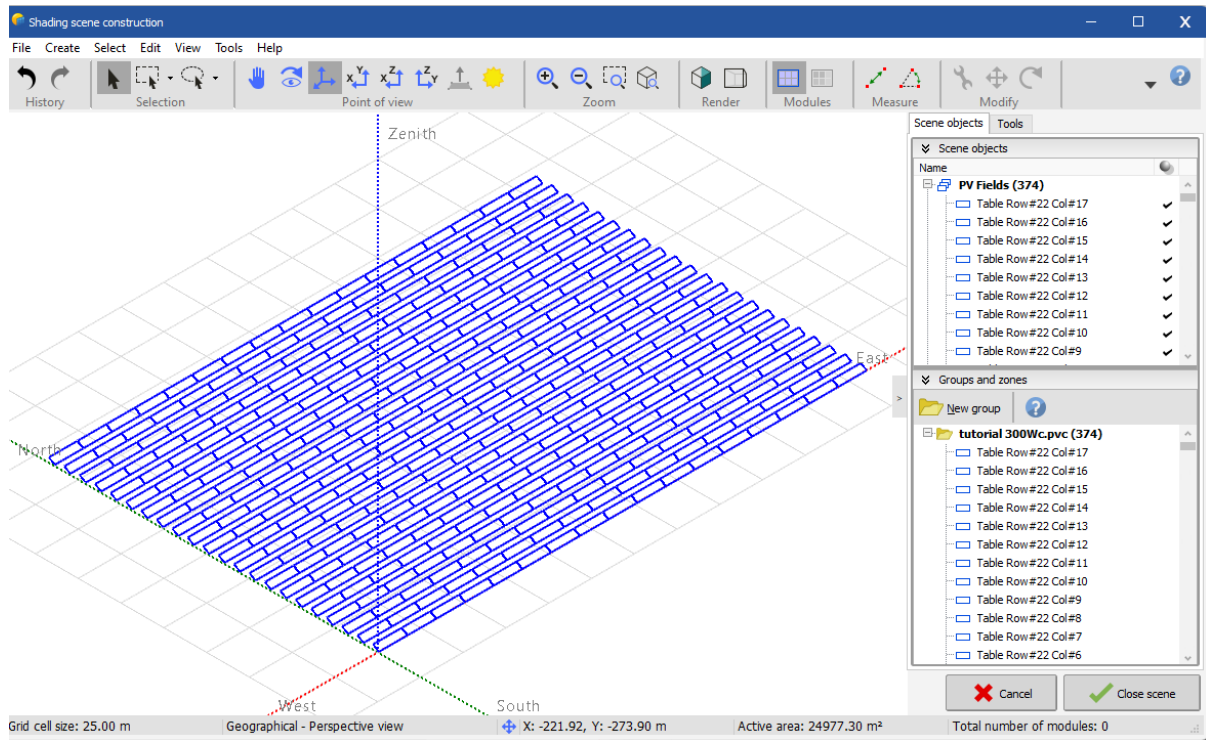 Shading scene construction
File Create Select Edit View Tools Help
History Selection Point of view Zoom Render Modules Measure Modify
Zenith
East
North
West
South
Scene objects Tools
Scene objects
Name
PV Fields (374)
Table Row#22 Col#17
Table Row#22 Col#16
Table Row#22 Col#15
Table Row#22 Col#14
Table Row#22 Col#13
Table Row#22 Col#12
Table Row#22 Col#11
Table Row#22 Col#10
Table Row#22 Col#9
Groups and zones
New group
tutorial 300Wc.pvc (374)
Table Row#22 Col#17
Table Row#22 Col#16
Table Row#22 Col#15
Table Row#22 Col#14
Table Row#22 Col#13
Table Row#22 Col#12
Table Row#22 Col#11
Table Row#22 Col#10
Table Row#22 Col#9
Table Row#22 Col#8
Table Row#22 Col#7
Table Row#22 Col#6
Cancel Close scene
Grid cell size: 25.00 m Geographical - Perspective view X: -221.92, Y: -273.90 m Active area: 24977.30 m² Total number of modules: 0